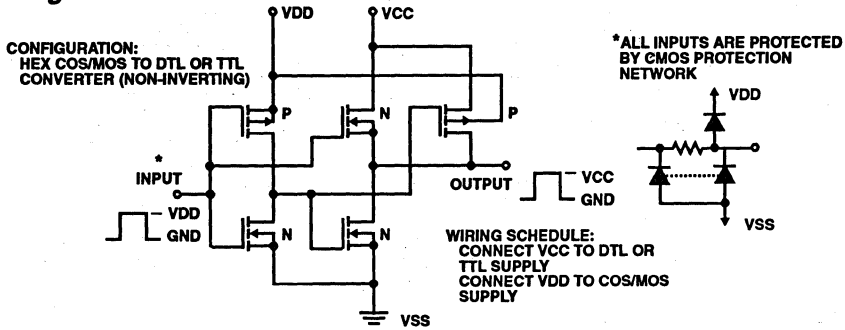 VDD
VCC
CONFIGURATION:
HEX COS/MOS TO DTL OR TTL
CONVERTER (NON-INVERTING)
P
N
P
*
INPUT
VDD
GND
N
N
OUTPUT
VCC
GND
WIRING SCHEDULE:
CONNECT VCC TO DTL OR
TTL SUPPLY
CONNECT VDD TO COS/MOS
SUPPLY
VSS
*ALL INPUTS ARE PROTECTED
BY CMOS PROTECTION
NETWORK
VDD
VSS